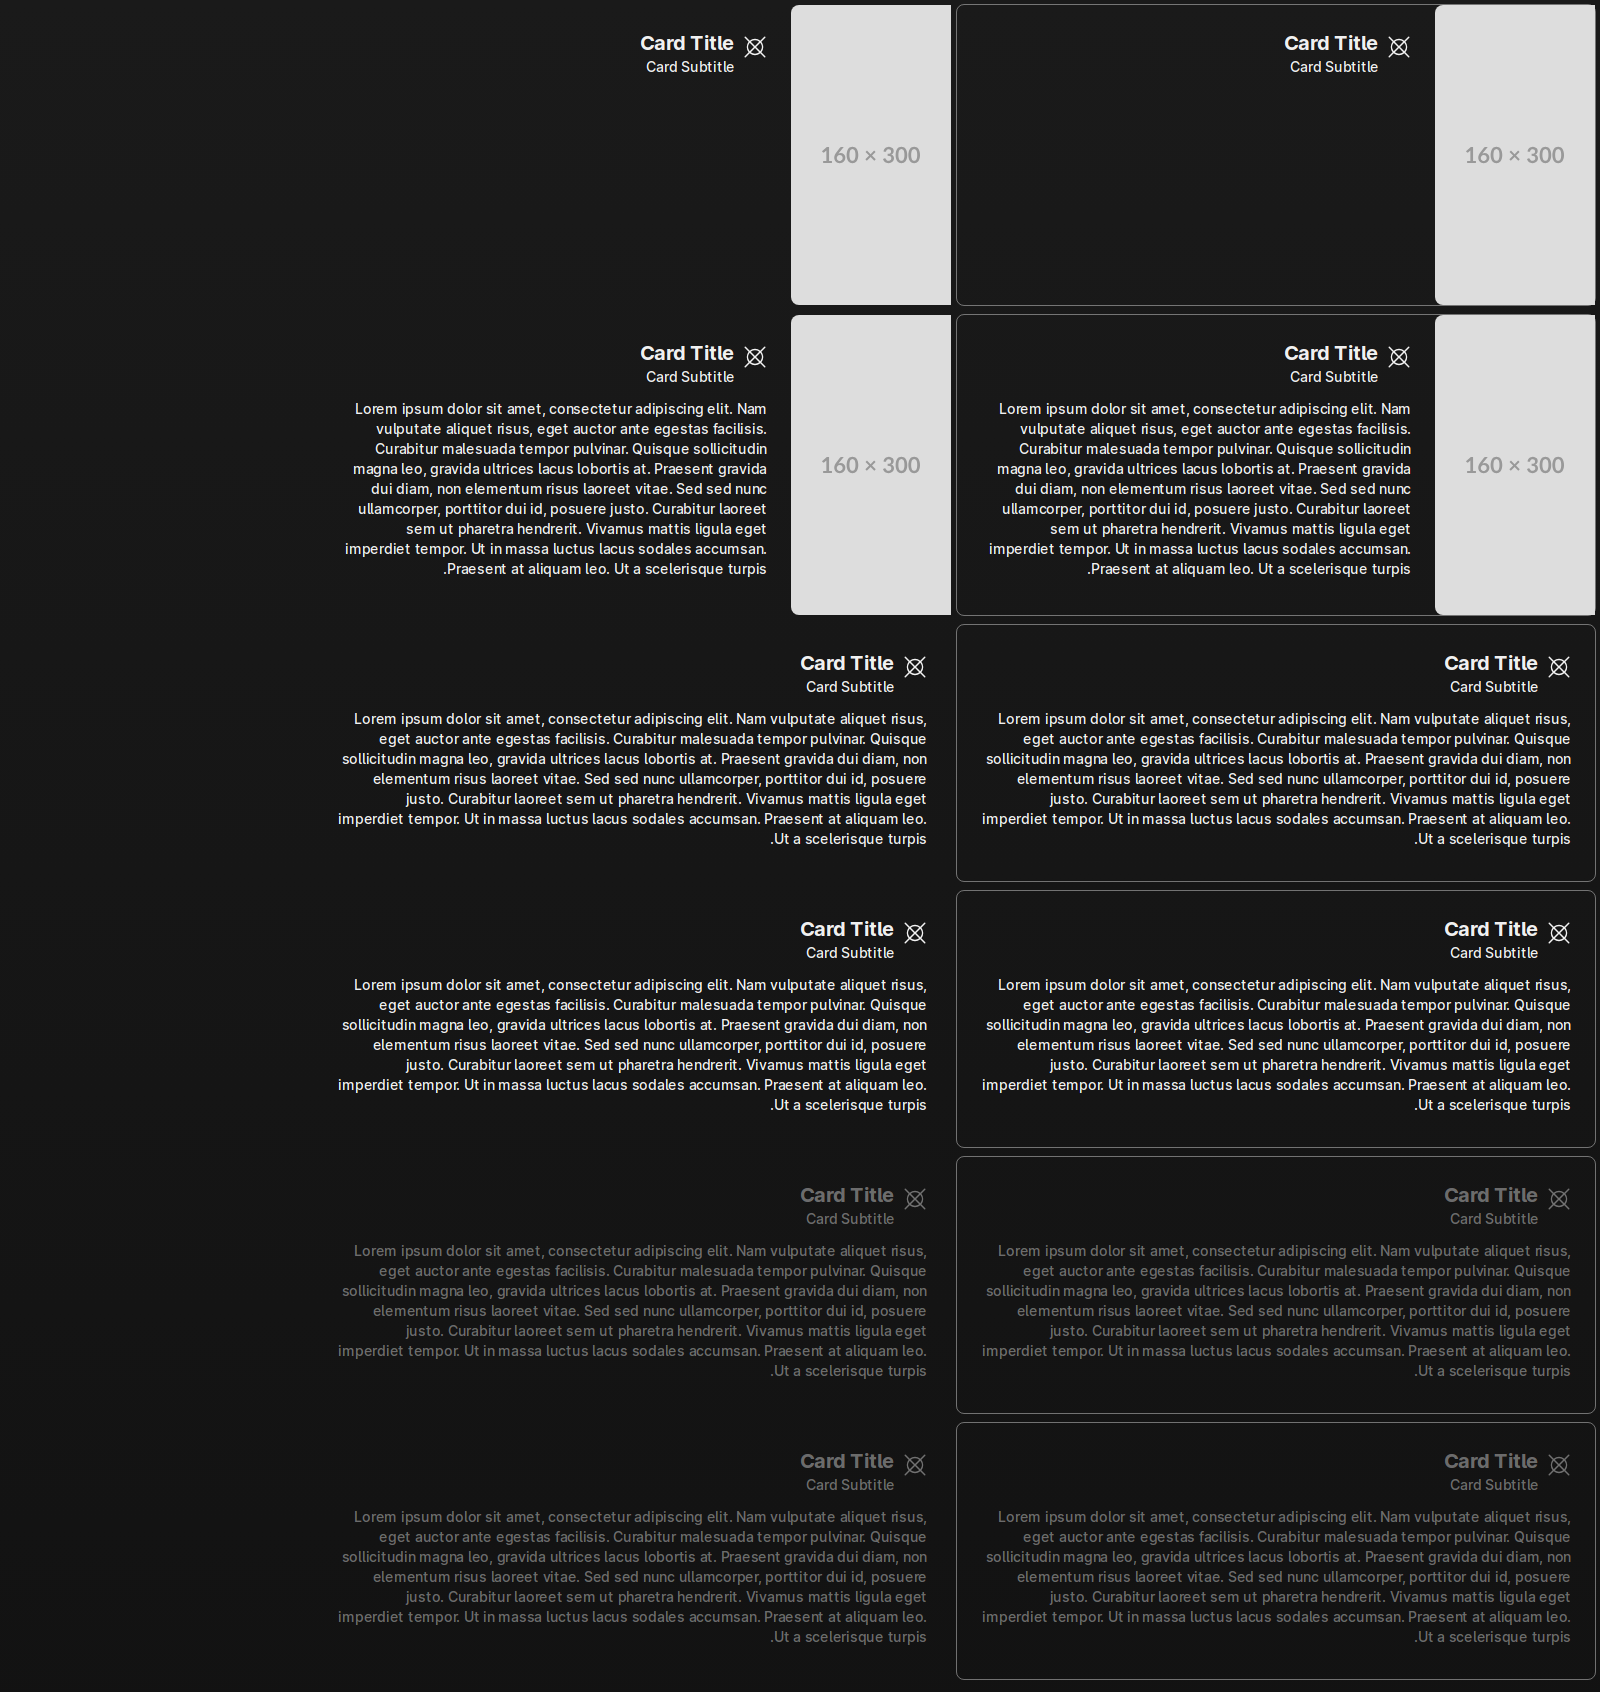 160 × 300
Card Title
Card Subtitle
160 × 300
Card Title
Card Subtitle
160 × 300
Card Title
Card Subtitle
Lorem ipsum dolor sit amet, consectetur adipiscing elit. Nam
vulputate aliquet risus, eget auctor ante egestas facilisis.
Curabitur malesuada tempor pulvinar. Quisque sollicitudin
magna leo, gravida ultrices lacus lobortis at. Praesent gravida
dui diam, non elementum risus laoreet vitae. Sed sed nunc
ullamcorper, porttitor dui id, posuere justo. Curabitur laoreet
sem ut pharetra hendrerit. Vivamus mattis ligula eget
imperdiet tempor. Ut in massa luctus lacus sodales accumsan.
.Praesent at aliquam leo. Ut a scelerisque turpis
160 × 300
Card Title
Card Subtitle
Lorem ipsum dolor sit amet, consectetur adipiscing elit. Nam
vulputate aliquet risus, eget auctor ante egestas facilisis.
Curabitur malesuada tempor pulvinar. Quisque sollicitudin
magna leo, gravida ultrices lacus lobortis at. Praesent gravida
dui diam, non elementum risus laoreet vitae. Sed sed nunc
ullamcorper, porttitor dui id, posuere justo. Curabitur laoreet
sem ut pharetra hendrerit. Vivamus mattis ligula eget
imperdiet tempor. Ut in massa luctus lacus sodales accumsan.
.Praesent at aliquam leo. Ut a scelerisque turpis
Card Title
Card Subtitle
Lorem ipsum dolor sit amet, consectetur adipiscing elit. Nam vulputate aliquet risus,
eget auctor ante egestas facilisis. Curabitur malesuada tempor pulvinar. Quisque
sollicitudin magna leo, gravida ultrices lacus lobortis at. Praesent gravida dui diam, non
elementum risus laoreet vitae. Sed sed nunc ullamcorper, porttitor dui id, posuere
justo. Curabitur laoreet sem ut pharetra hendrerit. Vivamus mattis ligula eget
imperdiet tempor. Ut in massa luctus lacus sodales accumsan. Praesent at aliquam leo.
.Ut a scelerisque turpis
Card Title
Card Subtitle
Lorem ipsum dolor sit amet, consectetur adipiscing elit. Nam vulputate aliquet risus,
eget auctor ante egestas facilisis. Curabitur malesuada tempor pulvinar. Quisque
sollicitudin magna leo, gravida ultrices lacus lobortis at. Praesent gravida dui diam, non
elementum risus laoreet vitae. Sed sed nunc ullamcorper, porttitor dui id, posuere
justo. Curabitur laoreet sem ut pharetra hendrerit. Vivamus mattis ligula eget
imperdiet tempor. Ut in massa luctus lacus sodales accumsan. Praesent at aliquam leo.
.Ut a scelerisque turpis
Card Title
Card Subtitle
Lorem ipsum dolor sit amet, consectetur adipiscing elit. Nam vulputate aliquet risus,
eget auctor ante egestas facilisis. Curabitur malesuada tempor pulvinar. Quisque
sollicitudin magna leo, gravida ultrices lacus lobortis at. Praesent gravida dui diam, non
elementum risus laoreet vitae. Sed sed nunc ullamcorper, porttitor dui id, posuere
justo. Curabitur laoreet sem ut pharetra hendrerit. Vivamus mattis ligula eget
imperdiet tempor. Ut in massa luctus lacus sodales accumsan. Praesent at aliquam leo.
.Ut a scelerisque turpis
Card Title
Card Subtitle
Lorem ipsum dolor sit amet, consectetur adipiscing elit. Nam vulputate aliquet risus,
eget auctor ante egestas facilisis. Curabitur malesuada tempor pulvinar. Quisque
sollicitudin magna leo, gravida ultrices lacus lobortis at. Praesent gravida dui diam, non
elementum risus laoreet vitae. Sed sed nunc ullamcorper, porttitor dui id, posuere
justo. Curabitur laoreet sem ut pharetra hendrerit. Vivamus mattis ligula eget
imperdiet tempor. Ut in massa luctus lacus sodales accumsan. Praesent at aliquam leo.
.Ut a scelerisque turpis
Card Title
Card Subtitle
Lorem ipsum dolor sit amet, consectetur adipiscing elit. Nam vulputate aliquet risus,
eget auctor ante egestas facilisis. Curabitur malesuada tempor pulvinar. Quisque
sollicitudin magna leo, gravida ultrices lacus lobortis at. Praesent gravida dui diam, non
elementum risus laoreet vitae. Sed sed nunc ullamcorper, porttitor dui id, posuere
justo. Curabitur laoreet sem ut pharetra hendrerit. Vivamus mattis ligula eget
imperdiet tempor. Ut in massa luctus lacus sodales accumsan. Praesent at aliquam leo.
.Ut a scelerisque turpis
Card Title
Card Subtitle
Lorem ipsum dolor sit amet, consectetur adipiscing elit. Nam vulputate aliquet risus,
eget auctor ante egestas facilisis. Curabitur malesuada tempor pulvinar. Quisque
sollicitudin magna leo, gravida ultrices lacus lobortis at. Praesent gravida dui diam, non
elementum risus laoreet vitae. Sed sed nunc ullamcorper, porttitor dui id, posuere
justo. Curabitur laoreet sem ut pharetra hendrerit. Vivamus mattis ligula eget
imperdiet tempor. Ut in massa luctus lacus sodales accumsan. Praesent at aliquam leo.
.Ut a scelerisque turpis
Card Title
Card Subtitle
Lorem ipsum dolor sit amet, consectetur adipiscing elit. Nam vulputate aliquet risus,
eget auctor ante egestas facilisis. Curabitur malesuada tempor pulvinar. Quisque
sollicitudin magna leo, gravida ultrices lacus lobortis at. Praesent gravida dui diam, non
elementum risus laoreet vitae. Sed sed nunc ullamcorper, porttitor dui id, posuere
justo. Curabitur laoreet sem ut pharetra hendrerit. Vivamus mattis ligula eget
imperdiet tempor. Ut in massa luctus lacus sodales accumsan. Praesent at aliquam leo.
.Ut a scelerisque turpis
Card Title
Card Subtitle
Lorem ipsum dolor sit amet, consectetur adipiscing elit. Nam vulputate aliquet risus,
eget auctor ante egestas facilisis. Curabitur malesuada tempor pulvinar. Quisque
sollicitudin magna leo, gravida ultrices lacus lobortis at. Praesent gravida dui diam, non
elementum risus laoreet vitae. Sed sed nunc ullamcorper, porttitor dui id, posuere
justo. Curabitur laoreet sem ut pharetra hendrerit. Vivamus mattis ligula eget
imperdiet tempor. Ut in massa luctus lacus sodales accumsan. Praesent at aliquam leo.
.Ut a scelerisque turpis